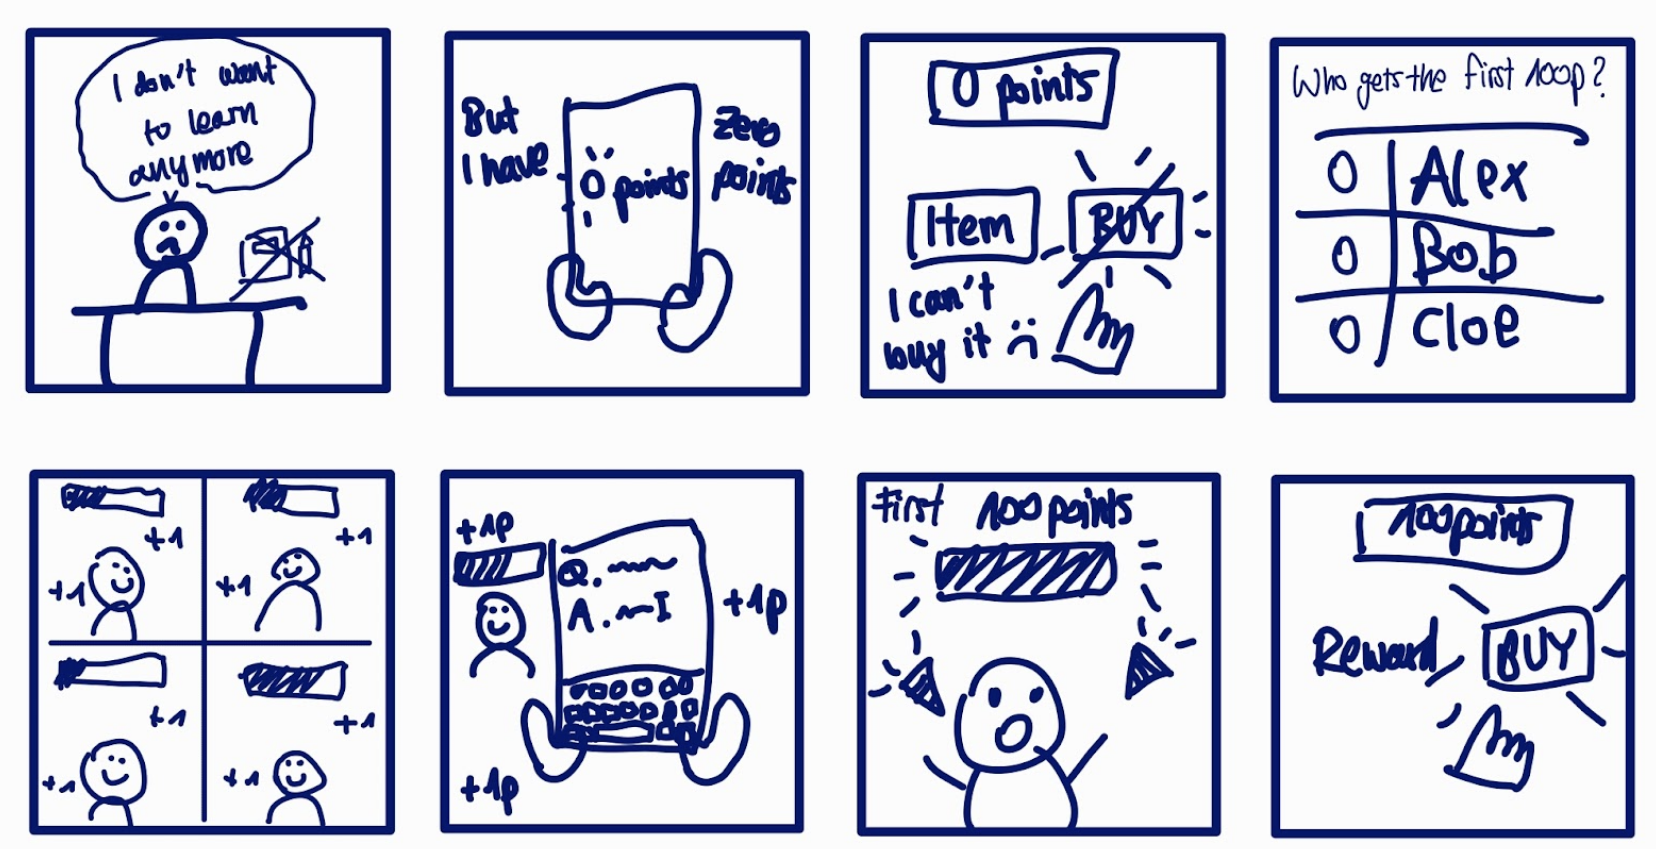 I don't want
to learn
anymore
But
I have
0 points
Zero
points
0 points
Item
BUY
I can't
buy it
Who gets the first 100p?
0 Alex
0 Bob
0 Cloe
+1
+1
+1
+1
+1
+1
+1
+1
+1p
Q.
A. I
+1p
+1p
First 100 points
100 points
Reward
BUY